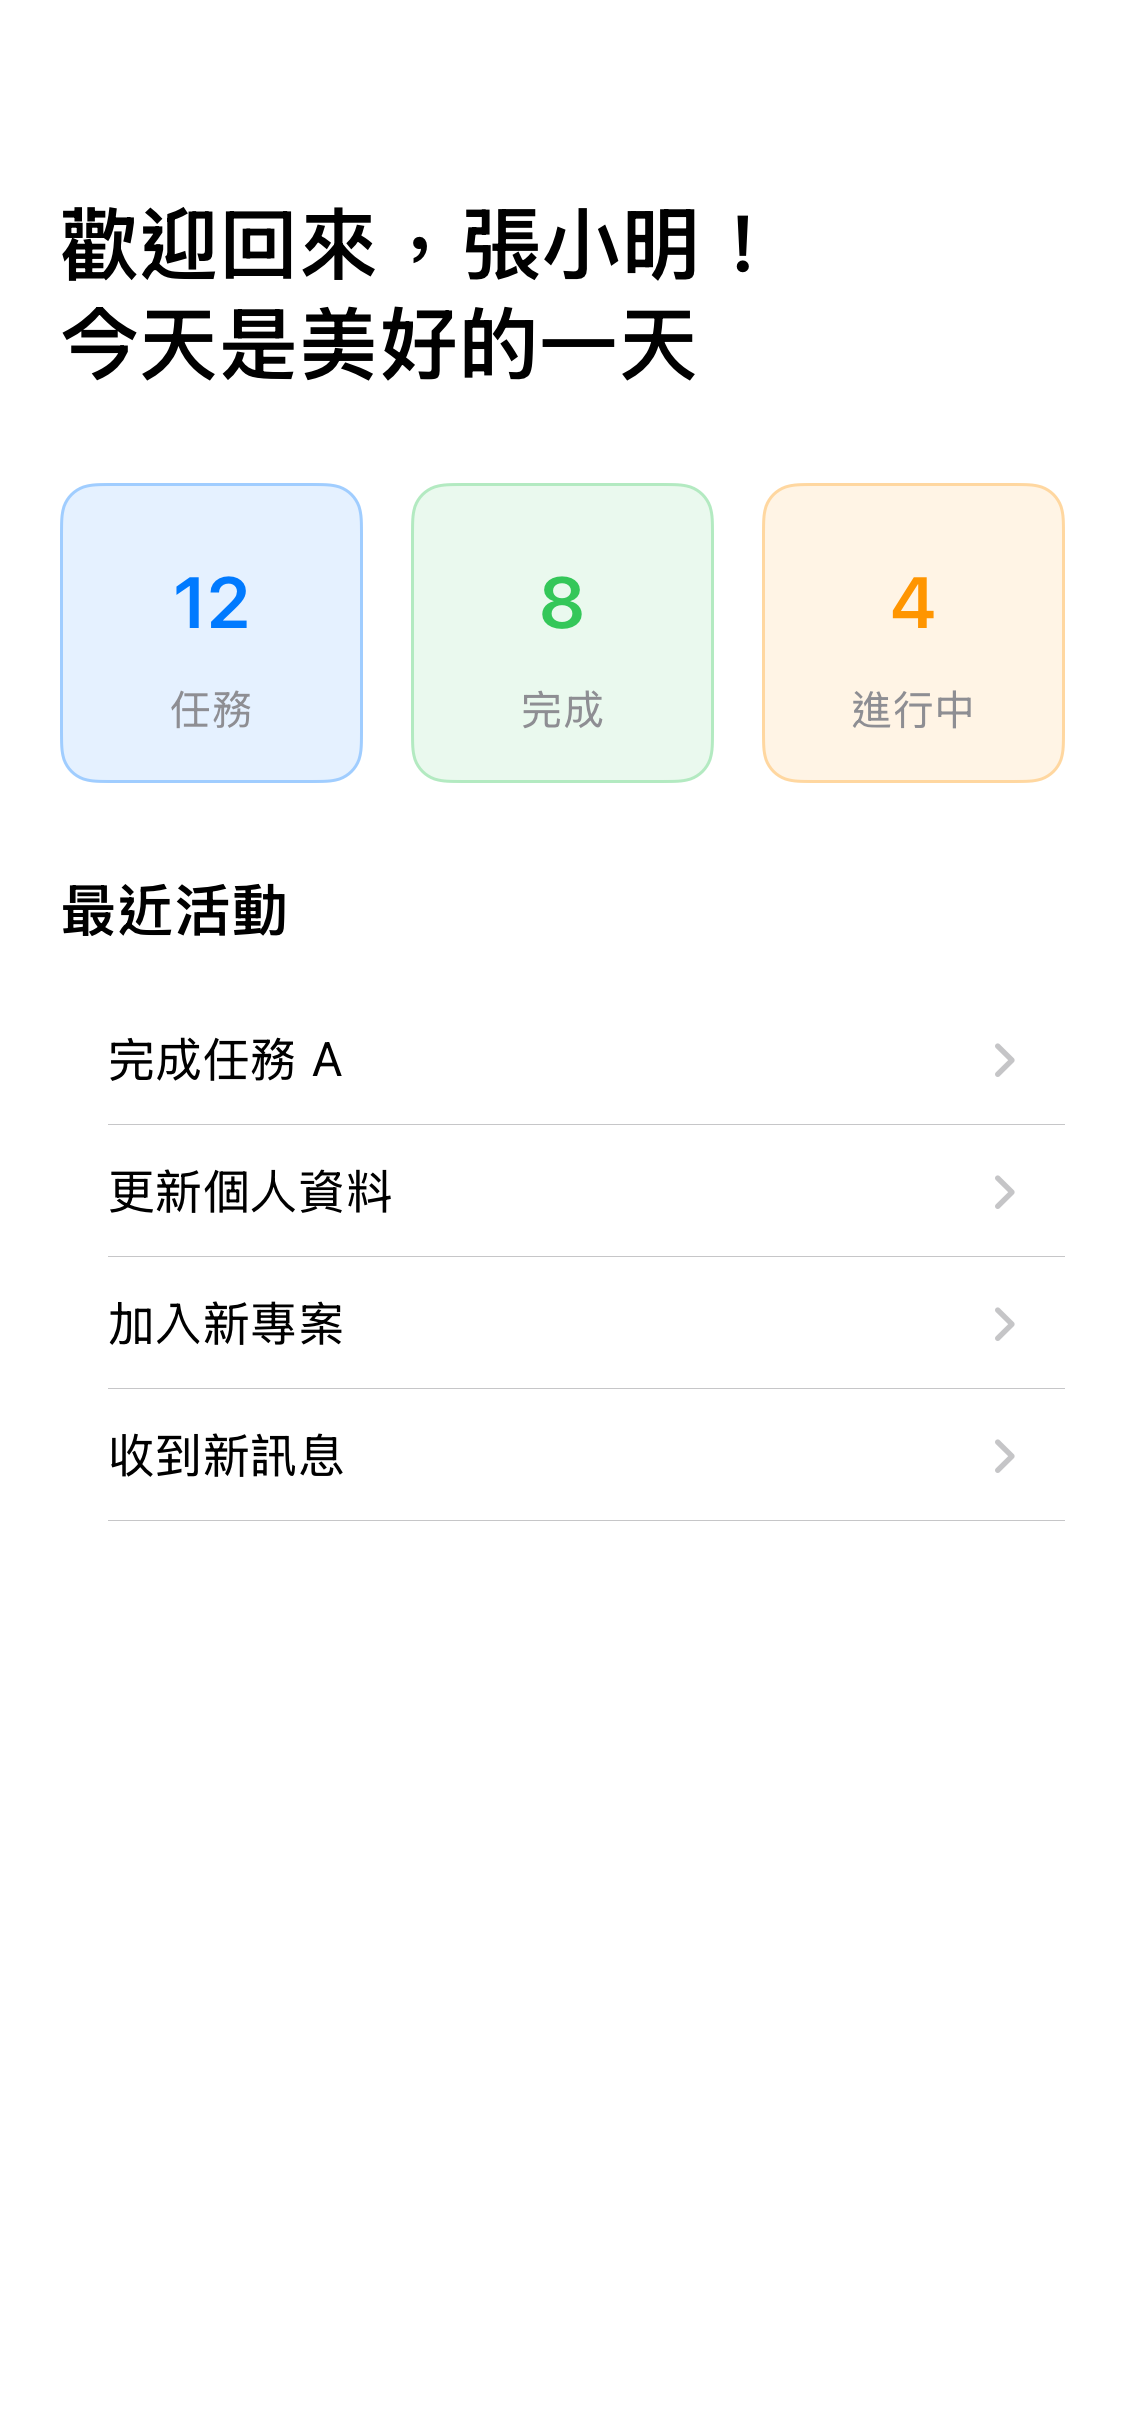 歡迎回來，張小明！
今天是美好的一天
12
任務
8
完成
4
進行中
最近活動
完成任務 A
更新個人資料
加入新專案
收到新訊息